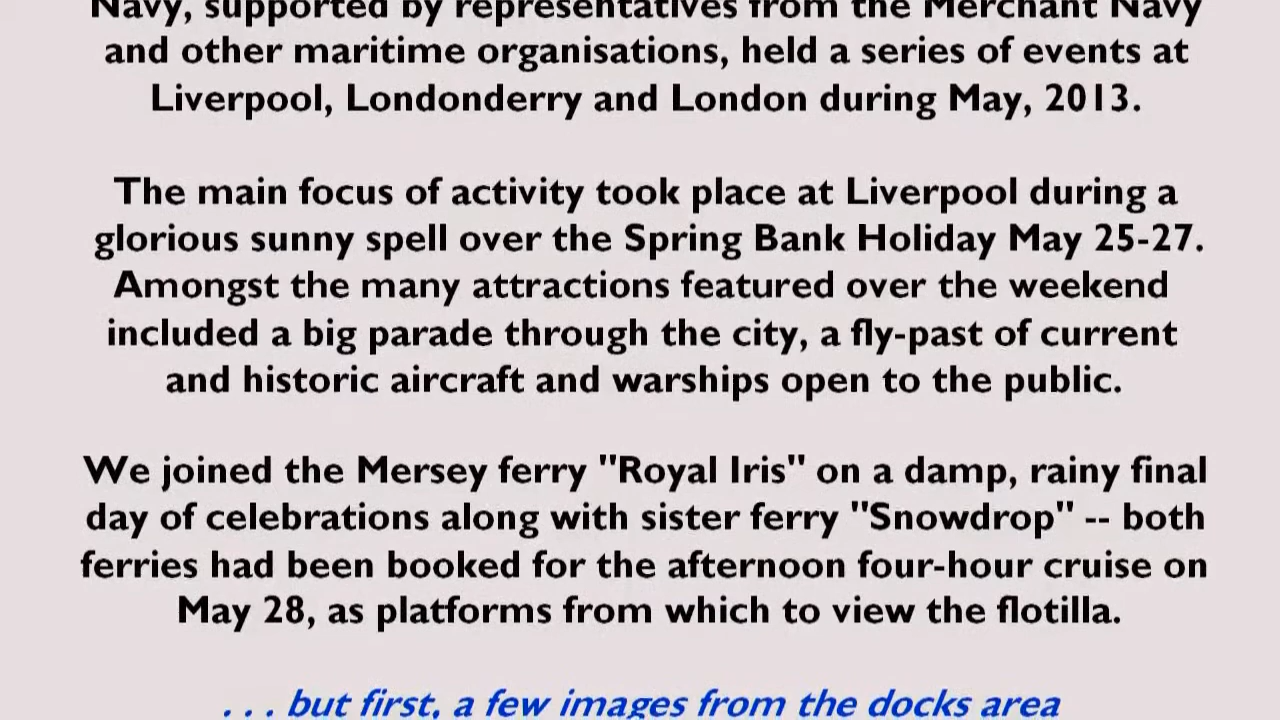 Navy, supported by representatives from the Merchant Navy
and other maritime organisations, held a series of events at
Liverpool, Londonderry and London during May, 2013.
The main focus of activity took place at Liverpool during a
glorious sunny spell over the Spring Bank Holiday May 25-27.
Amongst the many attractions featured over the weekend
included a big parade through the city, a fly-past of current
and historic aircraft and warships open to the public.
We joined the Mersey ferry "Royal Iris" on a damp, rainy final
day of celebrations along with sister ferry "Snowdrop" -- both
ferries had been booked for the afternoon four-hour cruise on
May 28, as platforms from which to view the flotilla.
. . . but first, a few images from the docks area